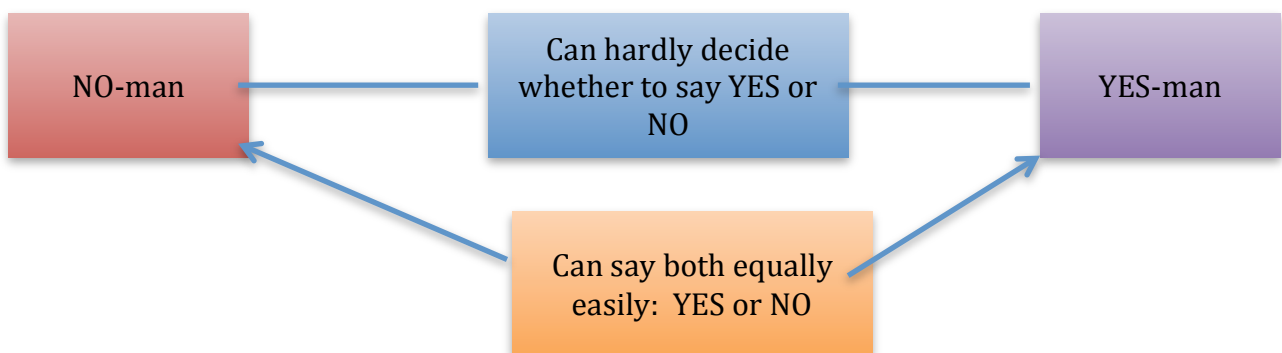 NO-man
Can hardly decide
whether to say YES or
NO
YES-man
Can say both equally
easily:  YES or NO